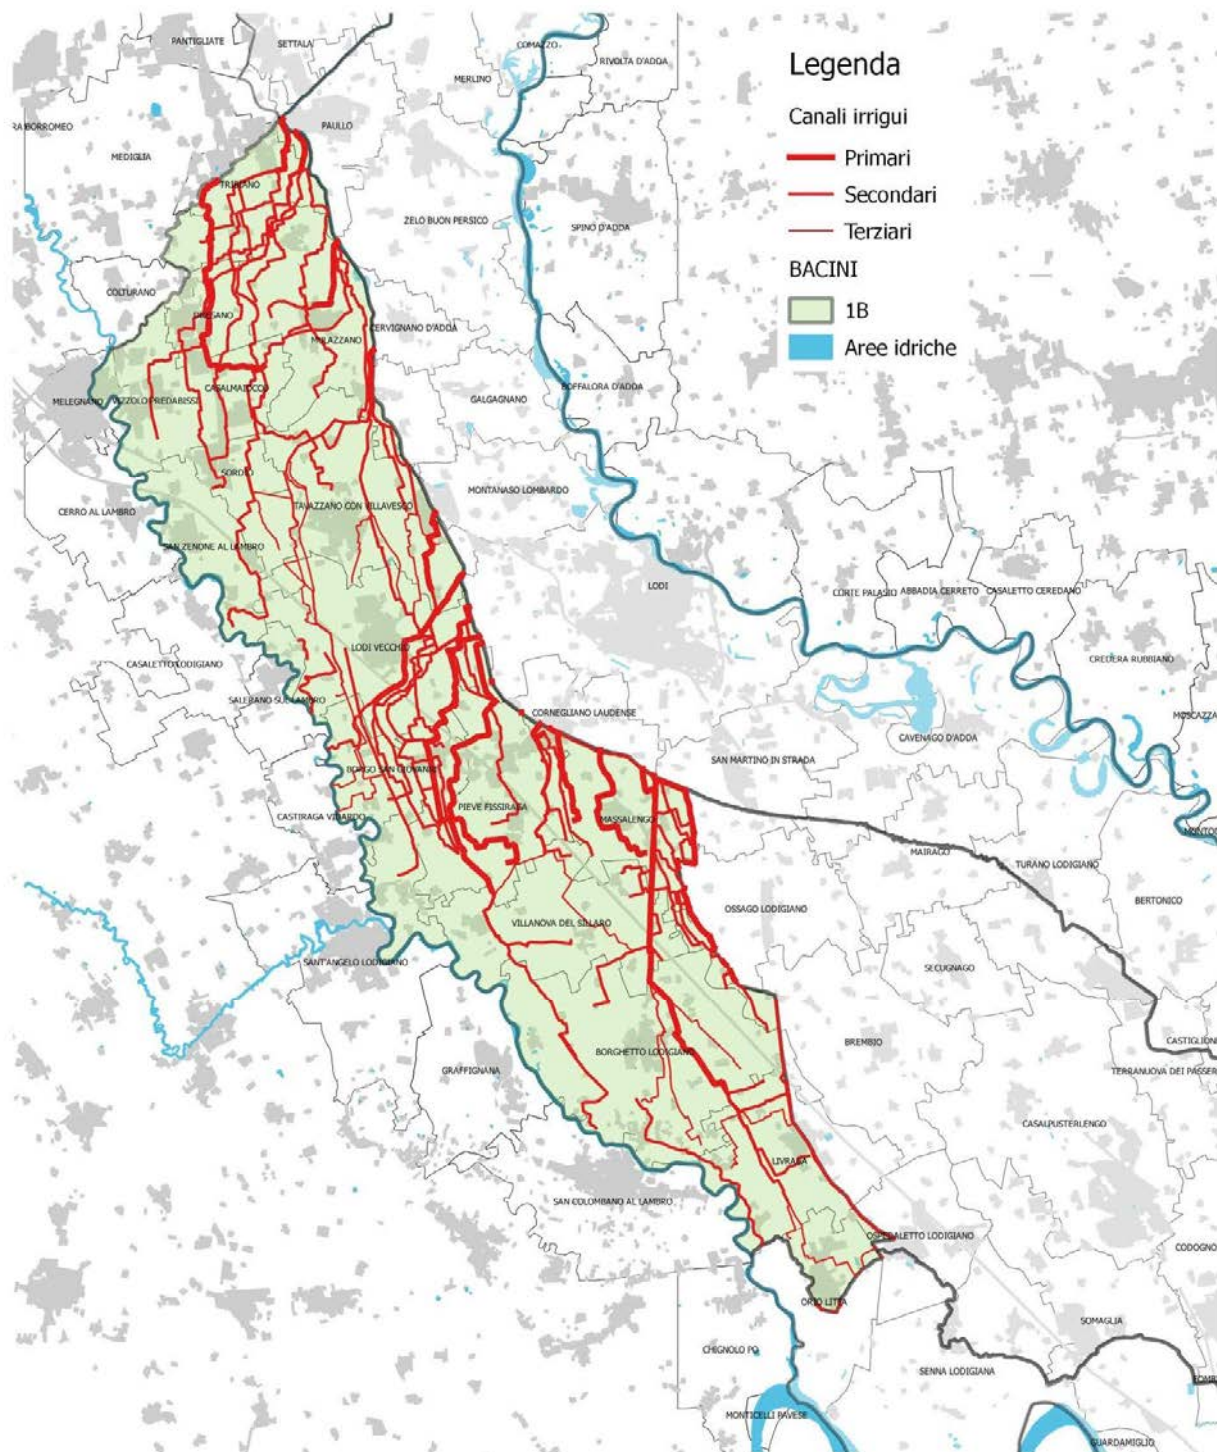 PANTIGLIATE
SETTALA
COMAZZO
RIVOLTA D'ADDA
MERLINO
Legenda
Canali irrigui
Primari
Secondari
Terziari
BACINI
1B
Aree idriche
RA BORROMEO
PAULLO
MEDIGLIA
TRIBIANO
ZELO BUON PERSICO
SPINO D'ADDA
COLTURANO
DRESANO
MULAZZANO
CERVIGNANO D'ADDA
CASALMAIOCCO
BOFFALORA D'ADDA
MELEGNANO
VIZZOLO PREDABISSI
GALGAGNANO
SORDIO
MONTANASO LOMBARDO
TAVAZZANO CON VILLAVESCO
CERRO AL LAMBRO
SAN ZENONE AL LAMBRO
LODI
CORTE PALASIO
ABBADIA CERRETO
CASALETTO CEREDANO
LODI VECCHIO
CASALETTO LODIGIANO
CREDERA RUBBIANO
SALERANO SUL LAMBRO
CORNEGLIANO LAUDENSE
MOSCAZZA
CAVENAGO D'ADDA
SAN MARTINO IN STRADA
BORGO SAN GIOVANNI
PIEVE FISSIRAGA
CASTIRAGA VIDARDO
MASSALENGO
MONTOD
MAIRAGO
TURANO LODIGIANO
BERTONICO
OSSAGO LODIGIANO
VILLANOVA DEL SILLARO
SANT'ANGELO LODIGIANO
SECUGNAGO
BREMBIO
CASTIGLIONE
BORGHETTO LODIGIANO
GRAFFIGNANA
TERRANUOVA DEI PASSER
CASALPUSTERLENGO
LIVRAGA
SAN COLOMBANO AL LAMBRO
OSPEDALETTO LODIGIANO
CODOGNO
ORIO LITTA
SOMAGLIA
CHIGNOLO PO
SENNA LODIGIANA
MONTICELLI PAVESE
GUARDAMIGLIO